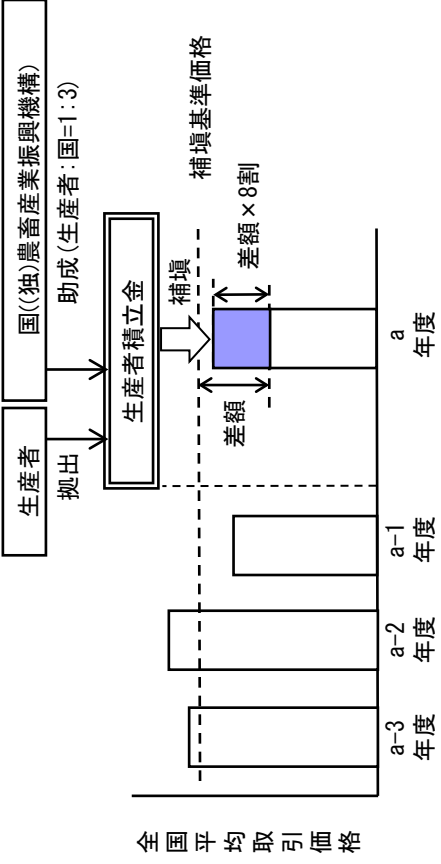 生産者
国((独)農畜産業振興機構)
拠出
助成(生産者:国=1:3)
生産者積立金
補塡
補塡基準価格
差額
差額×8割
全国平均取引価格
a-3
年度
a-2
年度
a-1
年度
a
年度